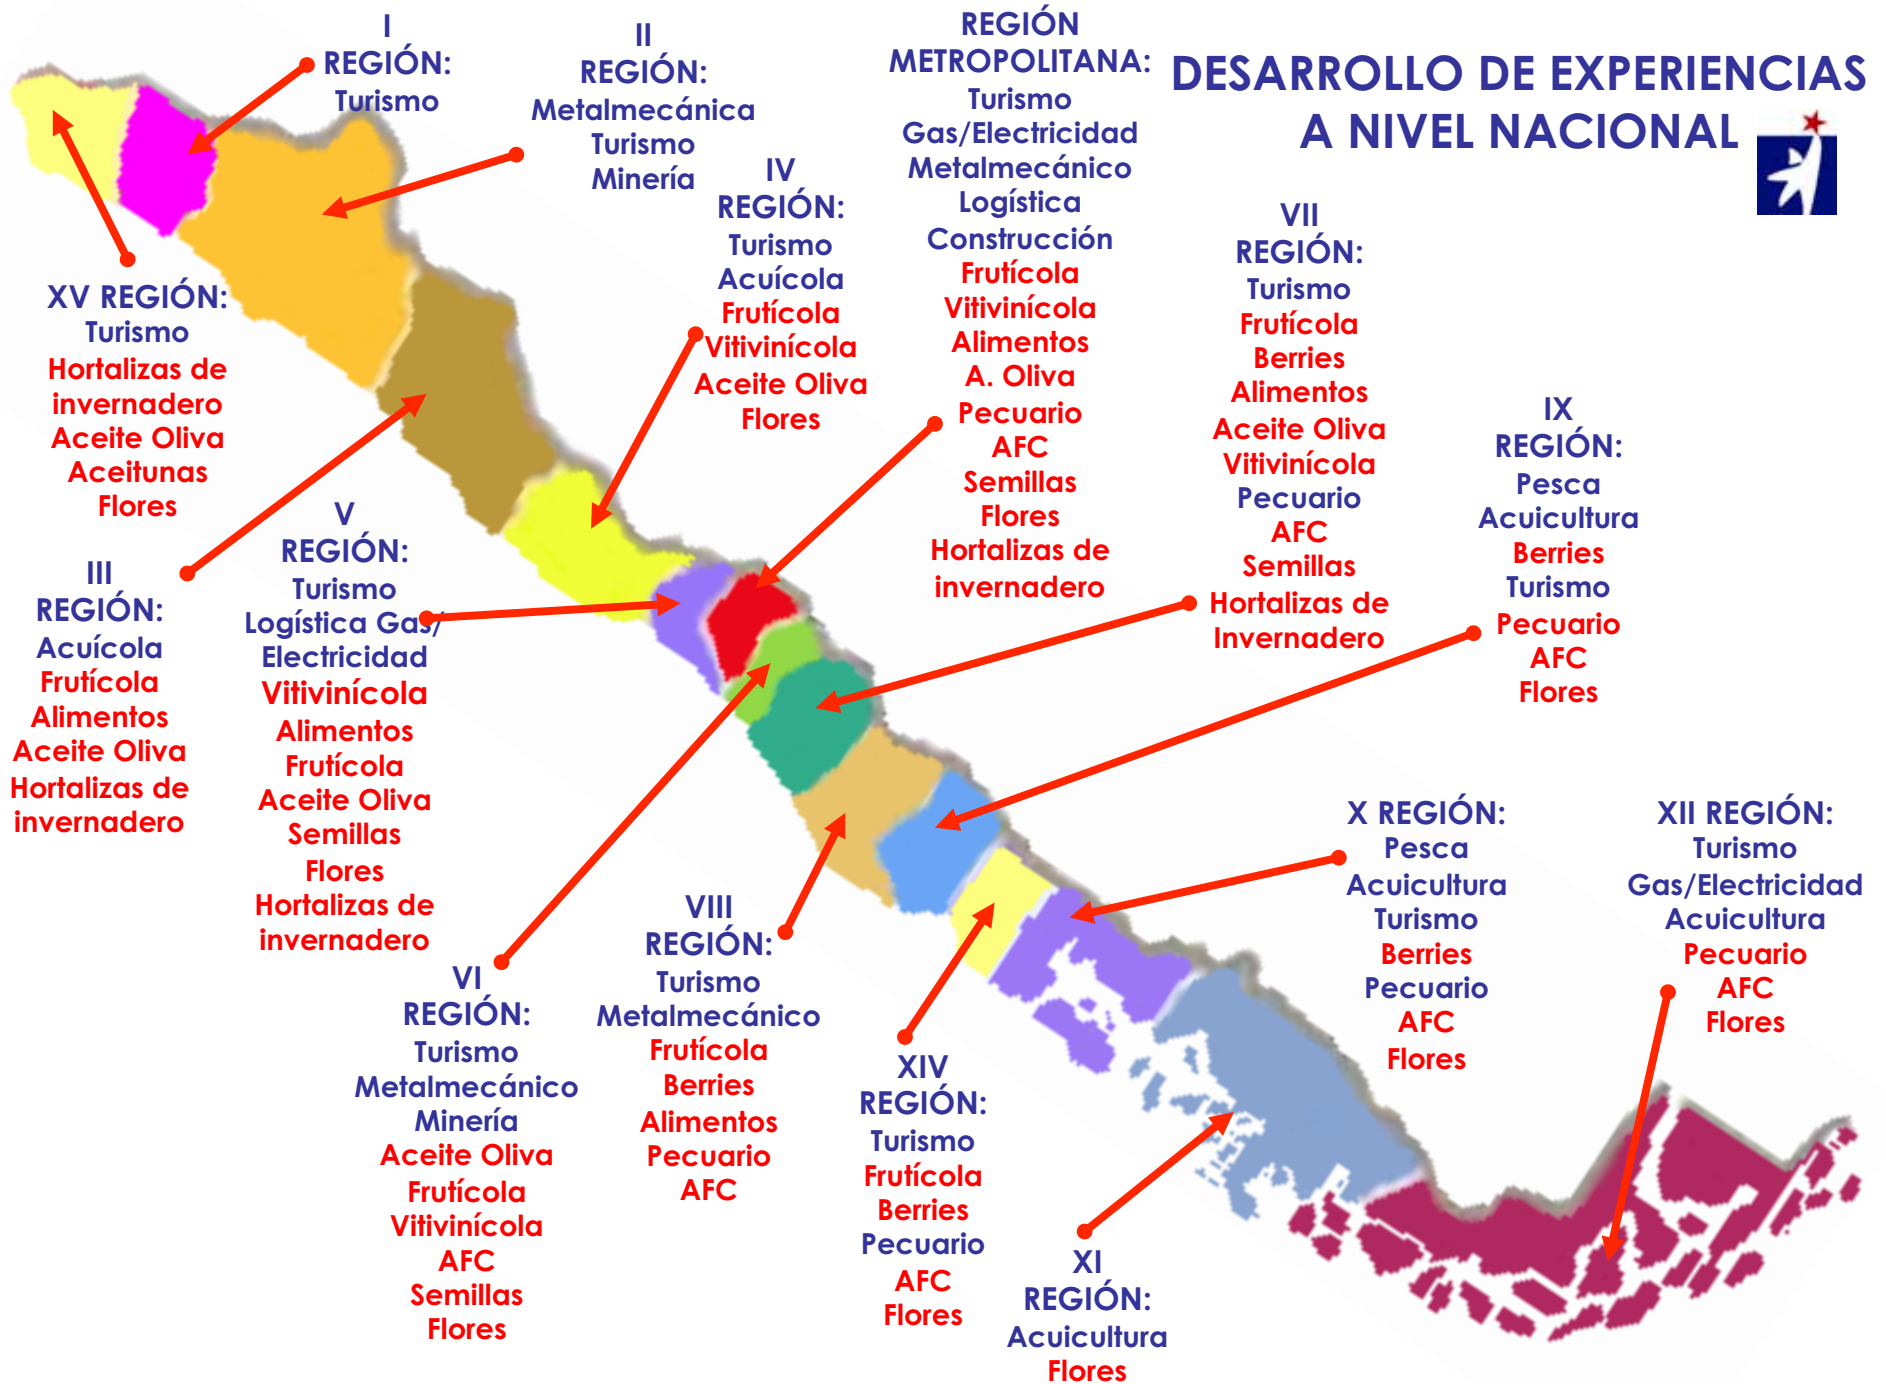 DESARROLLO DE EXPERIENCIAS
A NIVEL NACIONAL
I
REGIÓN:
Turismo
II
REGIÓN:
Metalmecánica
Turismo
Minería
IV
REGIÓN:
Turismo
Acuícola
Frutícola
Vitivinícola
Aceite Oliva
Flores
REGIÓN
METROPOLITANA:
Turismo
Gas/Electricidad
Metalmecánico
Logística
Construcción
Frutícola
Vitivinícola
Alimentos
A. Oliva
Pecuario
AFC
Semillas
Flores
Hortalizas de
invernadero
VII
REGIÓN:
Turismo
Frutícola
Berries
Alimentos
Aceite Oliva
Vitivinícola
Pecuario
AFC
Semillas
Hortalizas de
Invernadero
IX
REGIÓN:
Pesca
Acuicultura
Berries
Turismo
Pecuario
AFC
Flores
XV REGIÓN:
Turismo
Hortalizas de
invernadero
Aceite Oliva
Aceitunas
Flores
III
REGIÓN:
Acuícola
Frutícola
Alimentos
Aceite Oliva
Hortalizas de
invernadero
V
REGIÓN:
Turismo
Logística Gas/
Electricidad
Vitivinícola
Alimentos
Frutícola
Aceite Oliva
Semillas
Flores
Hortalizas de
invernadero
VI
REGIÓN:
Turismo
Metalmecánico
Minería
Aceite Oliva
Frutícola
Vitivinícola
AFC
Semillas
Flores
VIII
REGIÓN:
Turismo
Metalmecánico
Frutícola
Berries
Alimentos
Pecuario
AFC
XIV
REGIÓN:
Turismo
Frutícola
Berries
Pecuario
AFC
Flores
XI
REGIÓN:
Acuicultura
Flores
X REGIÓN:
Pesca
Acuicultura
Turismo
Berries
Pecuario
AFC
Flores
XII REGIÓN:
Turismo
Gas/Electricidad
Acuicultura
Pecuario
AFC
Flores